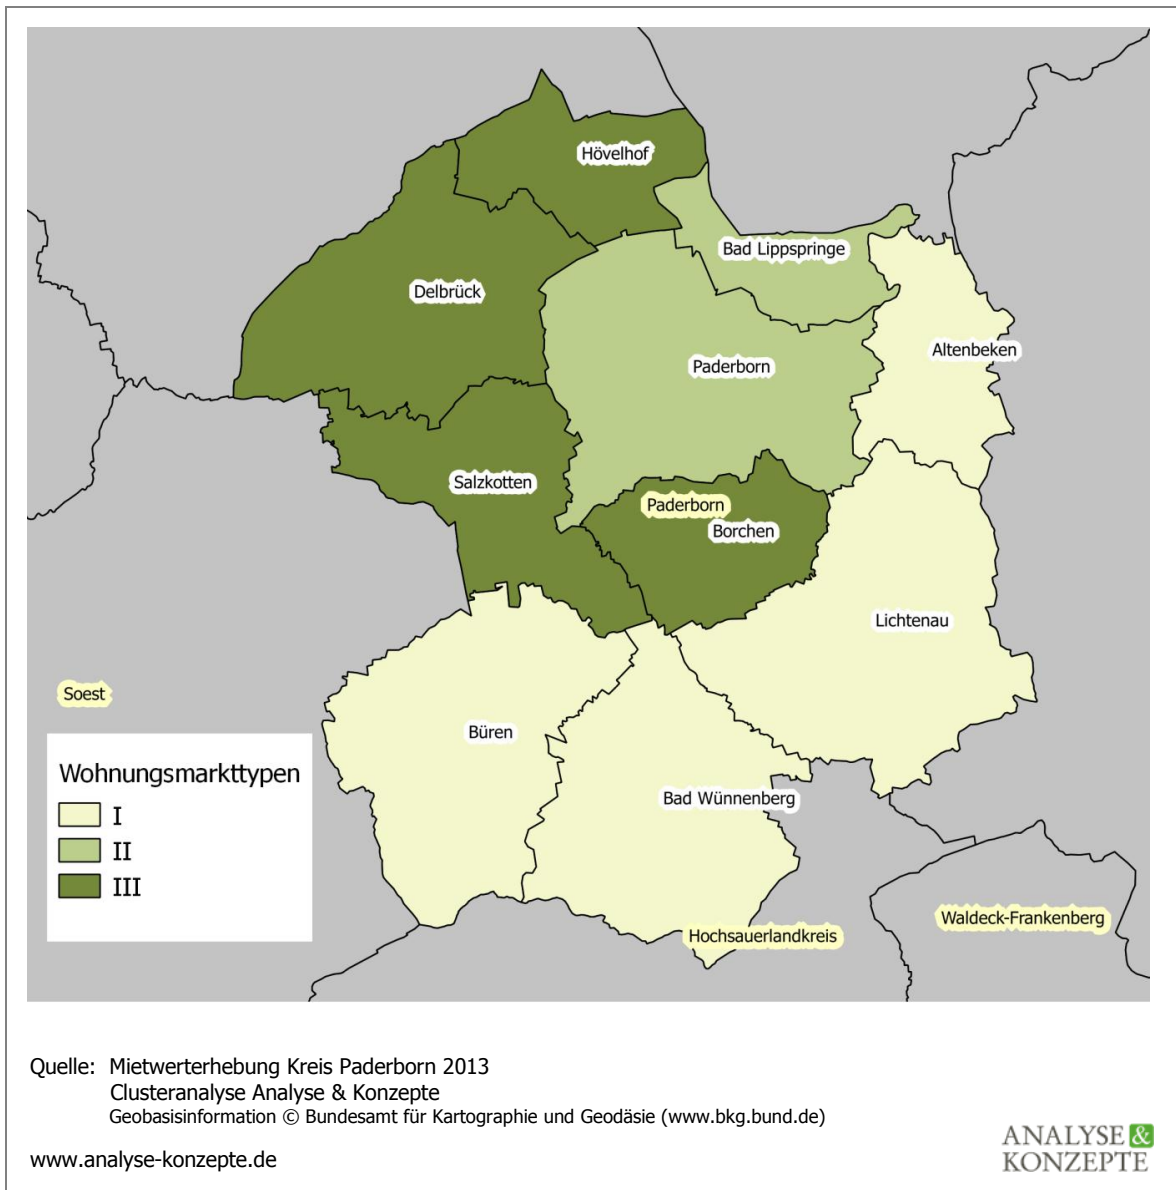 Hövelhof
Bad Lippspringe
Delbrück
Altenbeken
Paderborn
Salzkotten
Paderborn
Borchen
Lichtenau
Soest
Büren
Wohnungsmarkttypen
I
II
III
Bad Wünnenberg
Waldeck-Frankenberg
Hochsauerlandkreis
Quelle: Mietwerterhebung Kreis Paderborn 2013
Clusteranalyse Analyse & Konzepte
Geobasisinformation © Bundesamt für Kartographie und Geodäsie (www.bkg.bund.de)
www.analyse-konzepte.de
ANALYSE &
KONZEPTE